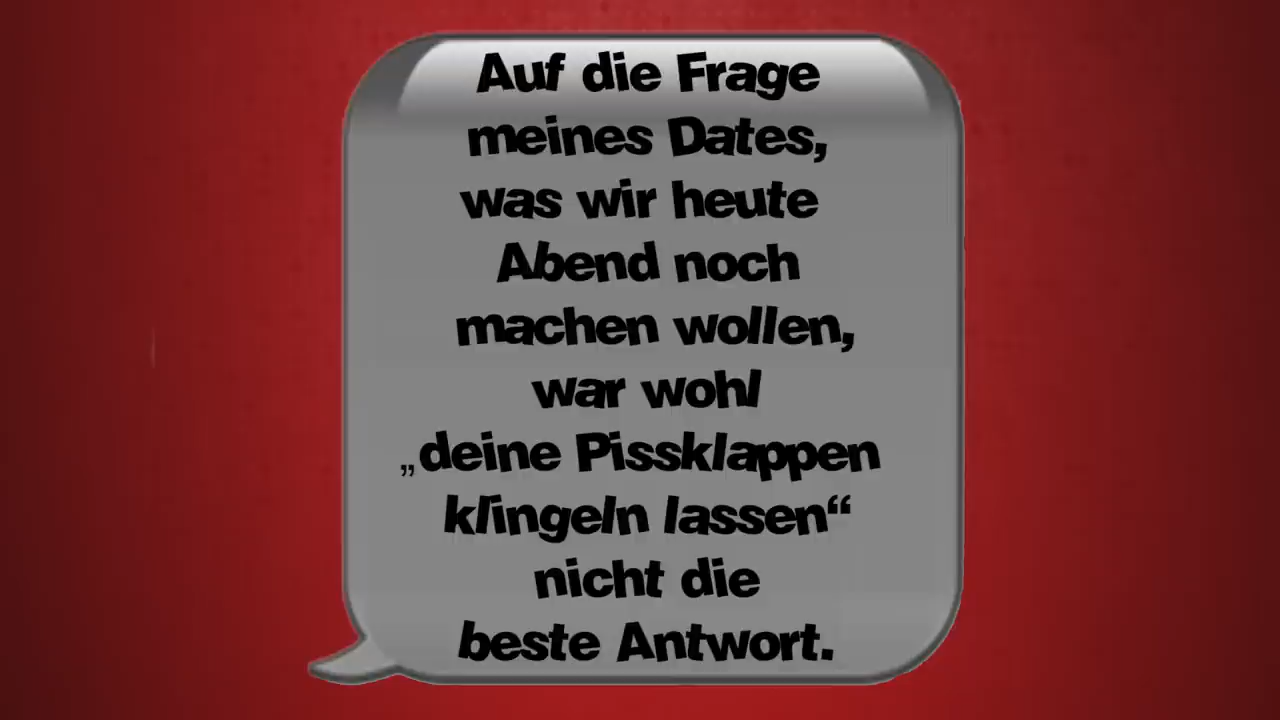 Auf die Frage
meines Dates,
was wir heute
Abend noch
machen wollen,
war wohl
„deine Pissklappen
klingeln lassen“
nicht die
beste Antwort.